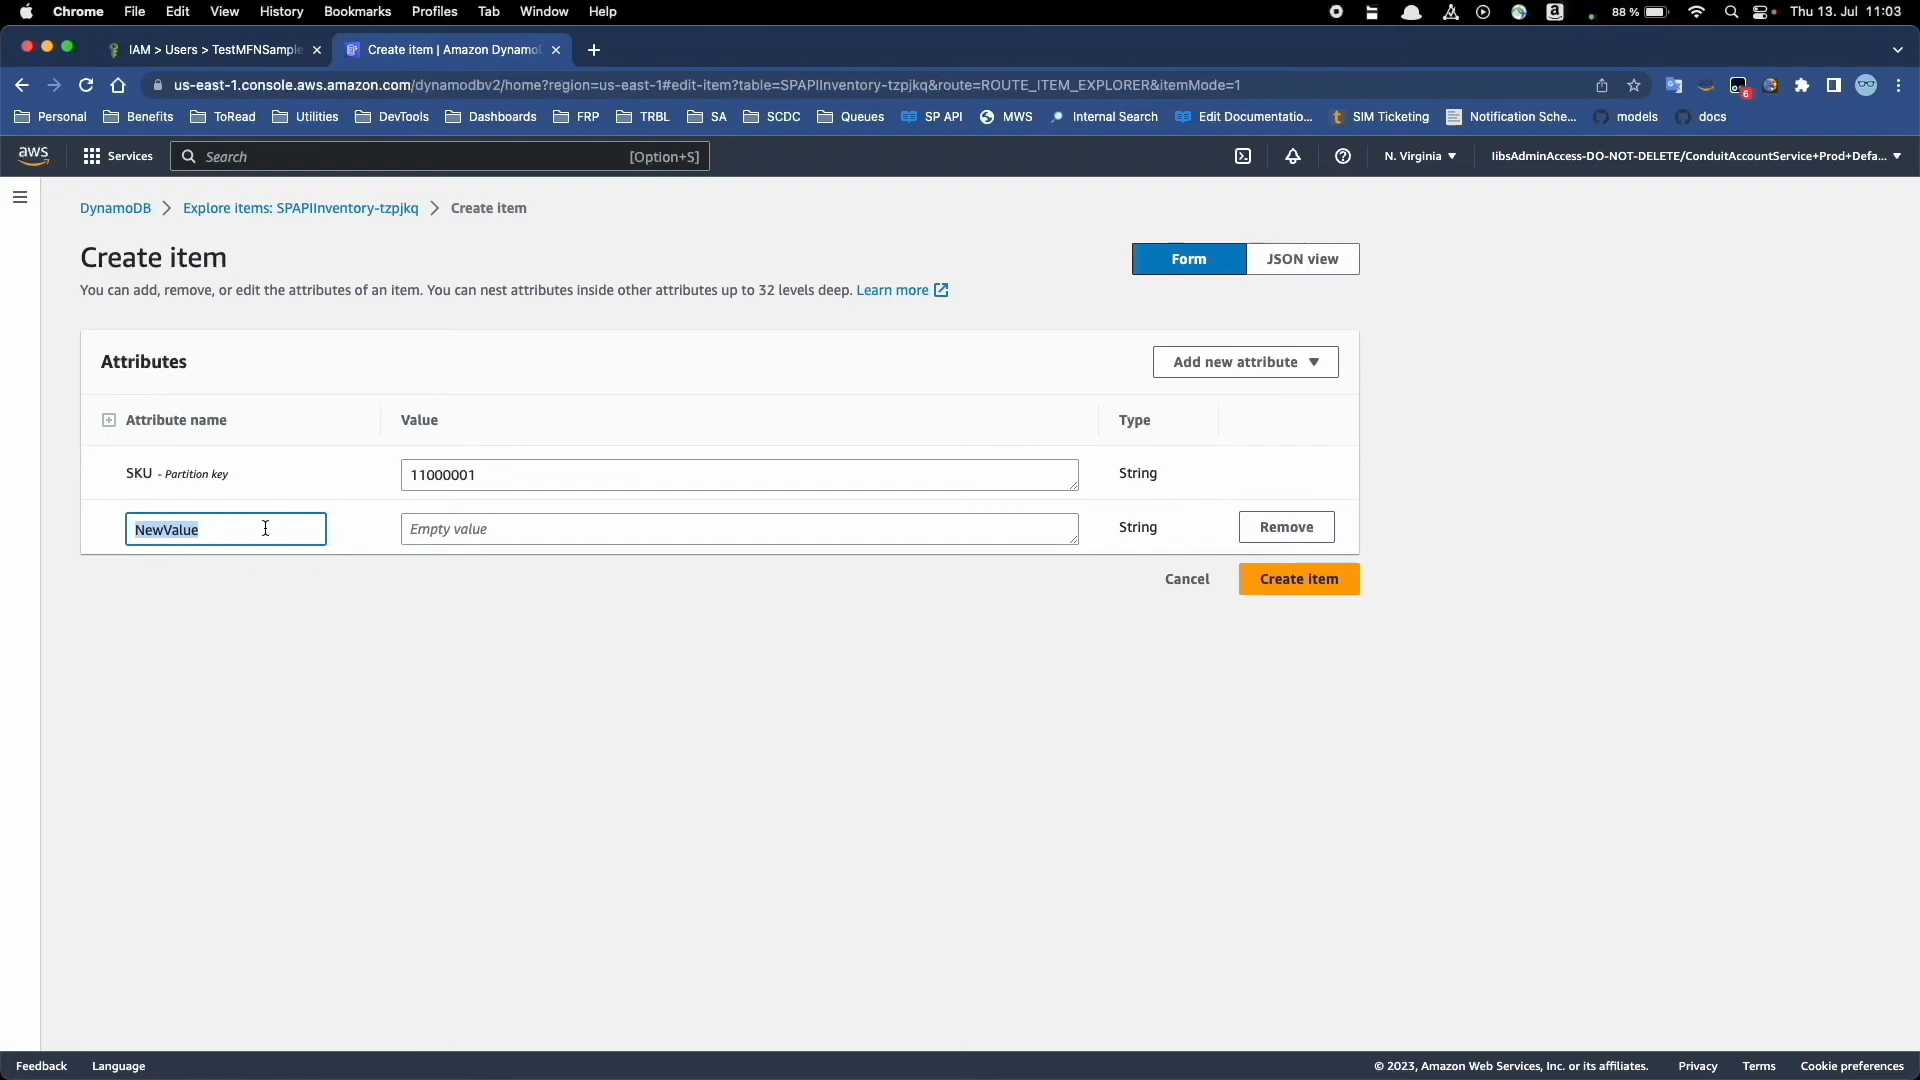 Chrome File Edit View History Bookmarks Profiles Tab Window Help 88 % Thu 13. Jul 11:03
IAM > Users > TestMFNSample Create item | Amazon Dynamo
us-east-1.console.aws.amazon.com/dynamodbv2/home?region=us-east-1#edit-item?table=SPAPIInventory-tzpjkq&route=ROUTE_ITEM_EXPLORER&itemMode=1 6
Personal Benefits ToRead Utilities DevTools Dashboards FRP TRBL SA SCDC Queues SP API MWS Internal Search Edit Documentatio... SIM Ticketing Notification Sche... models docs
aws Services Search [Option+S] N. Virginia IibsAdminAccess-DO-NOT-DELETE/ConduitAccountService+Prod+Defa...
DynamoDB > Explore items: SPAPIInventory-tzpjkq > Create item
Create item
Form JSON view
You can add, remove, or edit the attributes of an item. You can nest attributes inside other attributes up to 32 levels deep. Learn more
Attributes Add new attribute
Attribute name Value Type
SKU - Partition key 11000001 String
NewValue Empty value String Remove
Cancel Create item
Feedback Language © 2023, Amazon Web Services, Inc. or its affiliates. Privacy Terms Cookie preferences